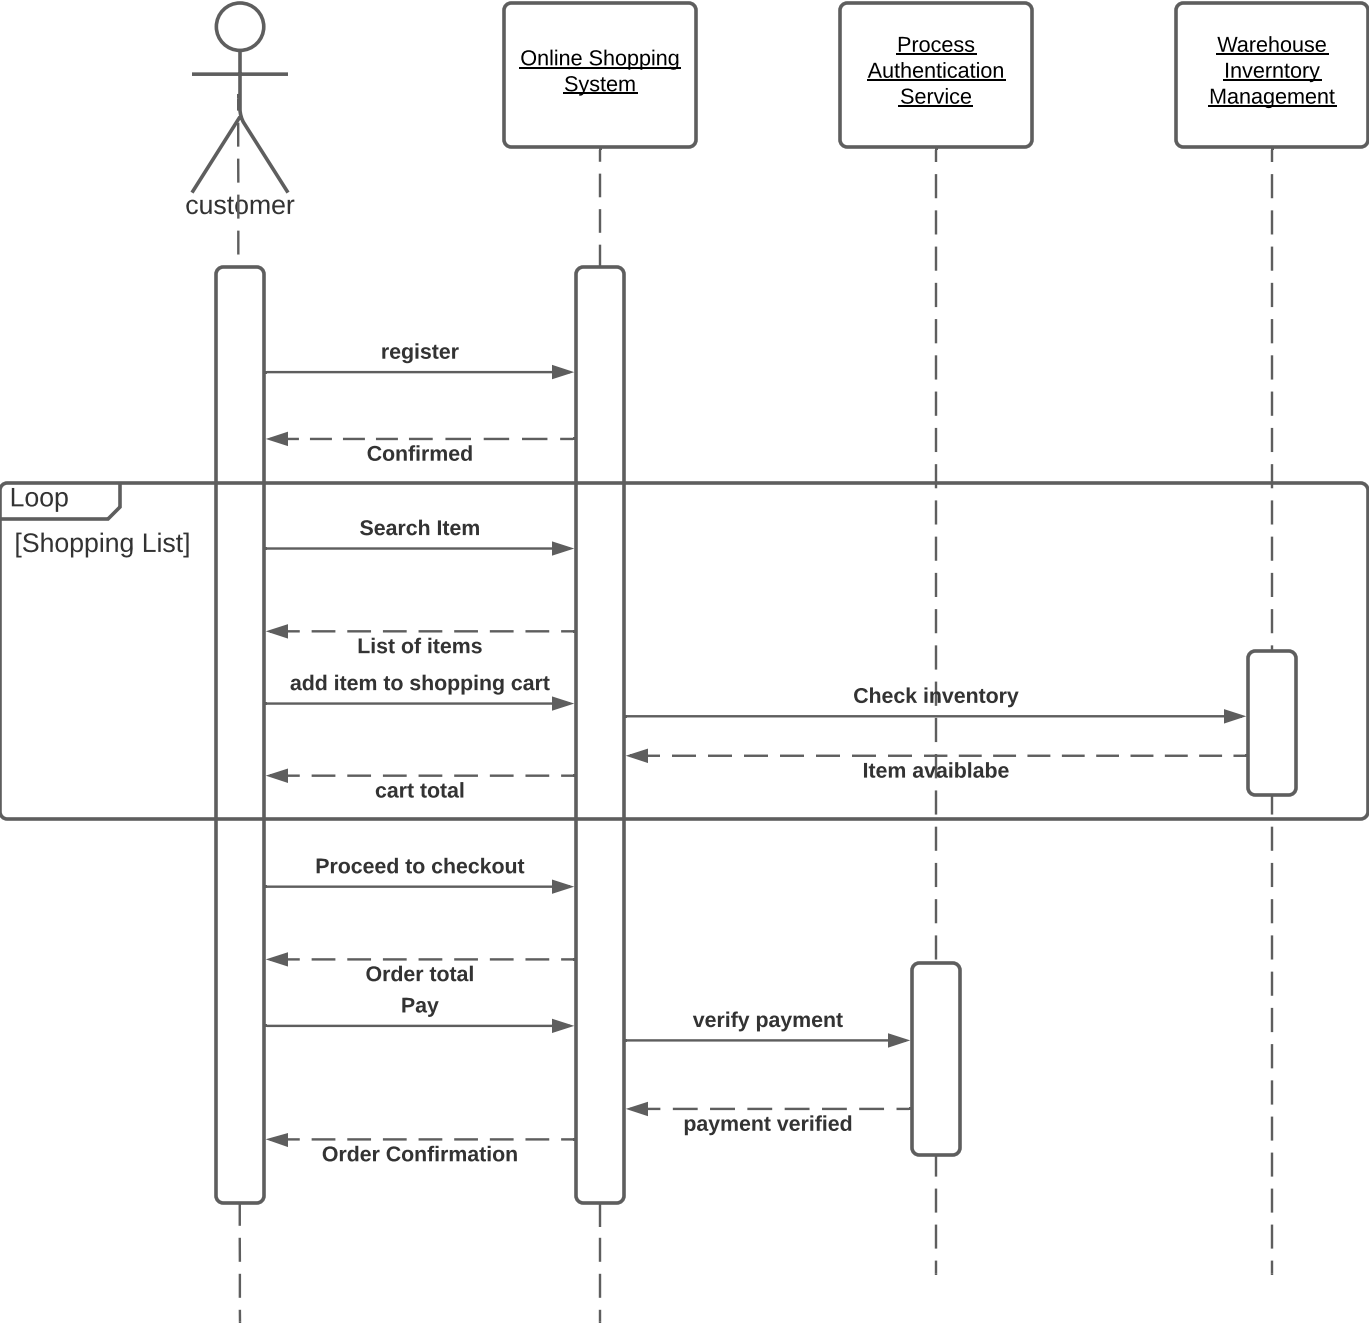 customer
Online Shopping
System
Process
Authentication
Service
Warehouse
Inverntory
Management
register
Confirmed
Loop
[Shopping List]
Search Item
List of items
add item to shopping cart
Check inventory
Item avaiblabe
cart total
Proceed to checkout
Order total
Pay
verify payment
payment verified
Order Confirmation